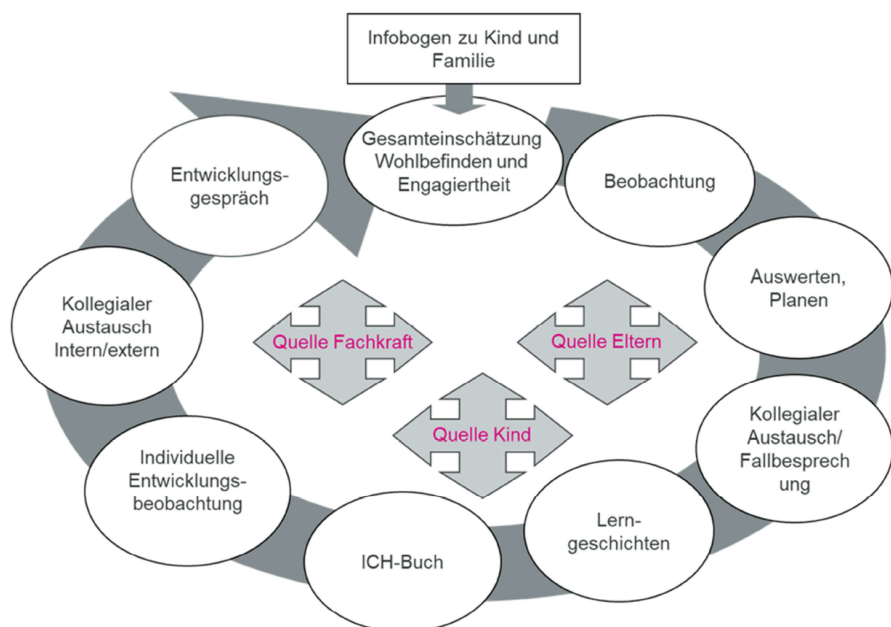 Infobogen zu Kind und
Familie
Gesamteinschätzung
Wohlbefinden und
Engagiertheit
Beobachtung
Auswerten,
Planen
Kollegialer
Austausch/
Fallbesprech
ung
Lern-
geschichten
ICH-Buch
Individuelle
Entwicklungs-
beobachtung
Kollegialer
Austausch
Intern/extern
Entwicklungs-
gespräch
Quelle Fachkraft
Quelle Eltern
Quelle Kind